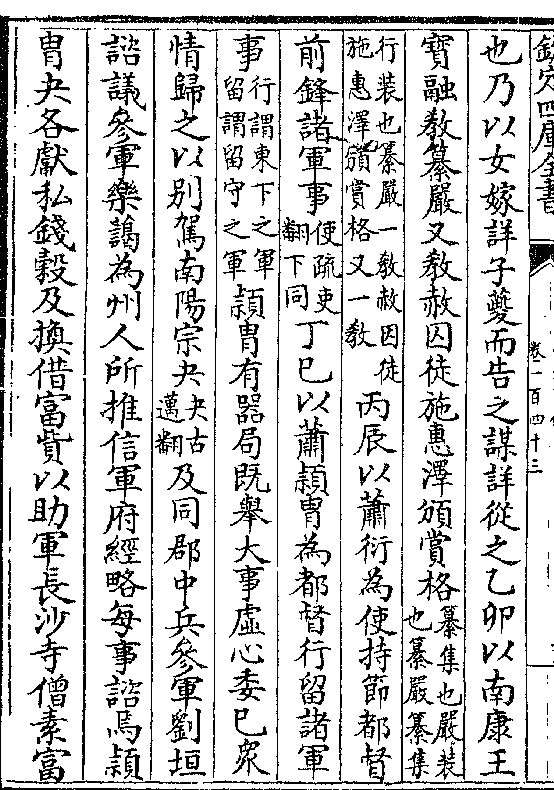 欽定四庫全書
卷一百四十三
也乃以女嫁詳子夔而告之謀詳從之乙卯以南康王
寶融教纂嚴又教赦囚徒施惠澤頒賞格纂集也嚴裝也纂嚴纂集
行裝也纂嚴一教赦囚徒施惠澤頒賞格又一教丙辰以蕭衍為使持節都督
前鋒諸軍事使疏吏翻下同丁巳以蕭頴胄為都督行留諸軍
事行謂東下之軍留謂留守之軍頴胄有器局既舉大事虛心委已衆
情歸之以别駕南陽宗夬夬古邁翻及同郡中兵參軍劉垣
諮議參軍樂藹為州人所推信軍府經略每事諮焉頴
胄夬各獻私錢穀及換借富貲以助軍長沙寺僧素富